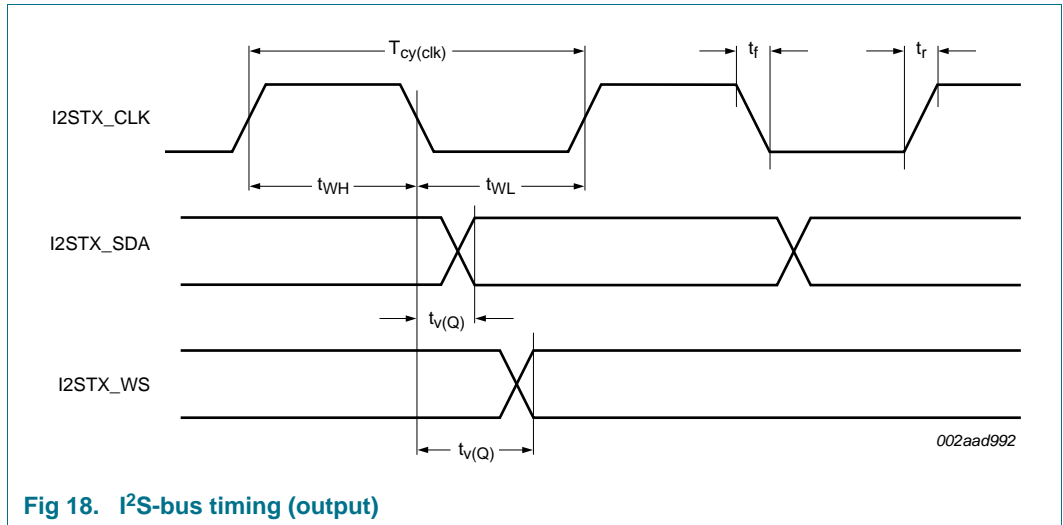 Tcy(clk) tf tr
I2STX_CLK
tWH tWL
I2STX_SDA
tv(Q)
I2STX_WS
tv(Q)
002aad992
Fig 18. I2S-bus timing (output)